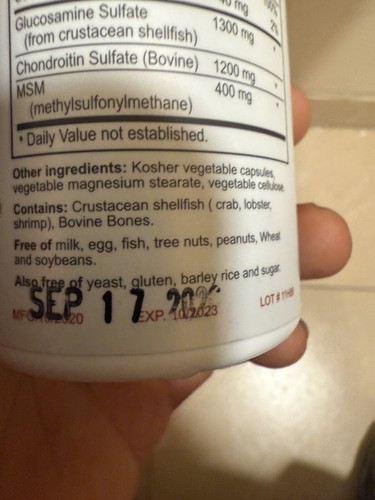 Glucosamine Sulfate 1300 mg *
(from crustacean shellfish)
Chondroitin Sulfate (Bovine) 1200 mg *
MSM 400 mg *
(methylsulfonylmethane)
* Daily Value not established.
Other ingredients: Kosher vegetable capsules,
vegetable magnesium stearate, vegetable cellulose.
Contains: Crustacean shellfish ( crab, lobster,
shrimp), Bovine Bones.
Free of milk, egg, fish, tree nuts, peanuts, Wheat
and soybeans.
Also free of yeast, gluten, barley rice and sugar.
SEP 17
EXP. 10/2023
LOT #